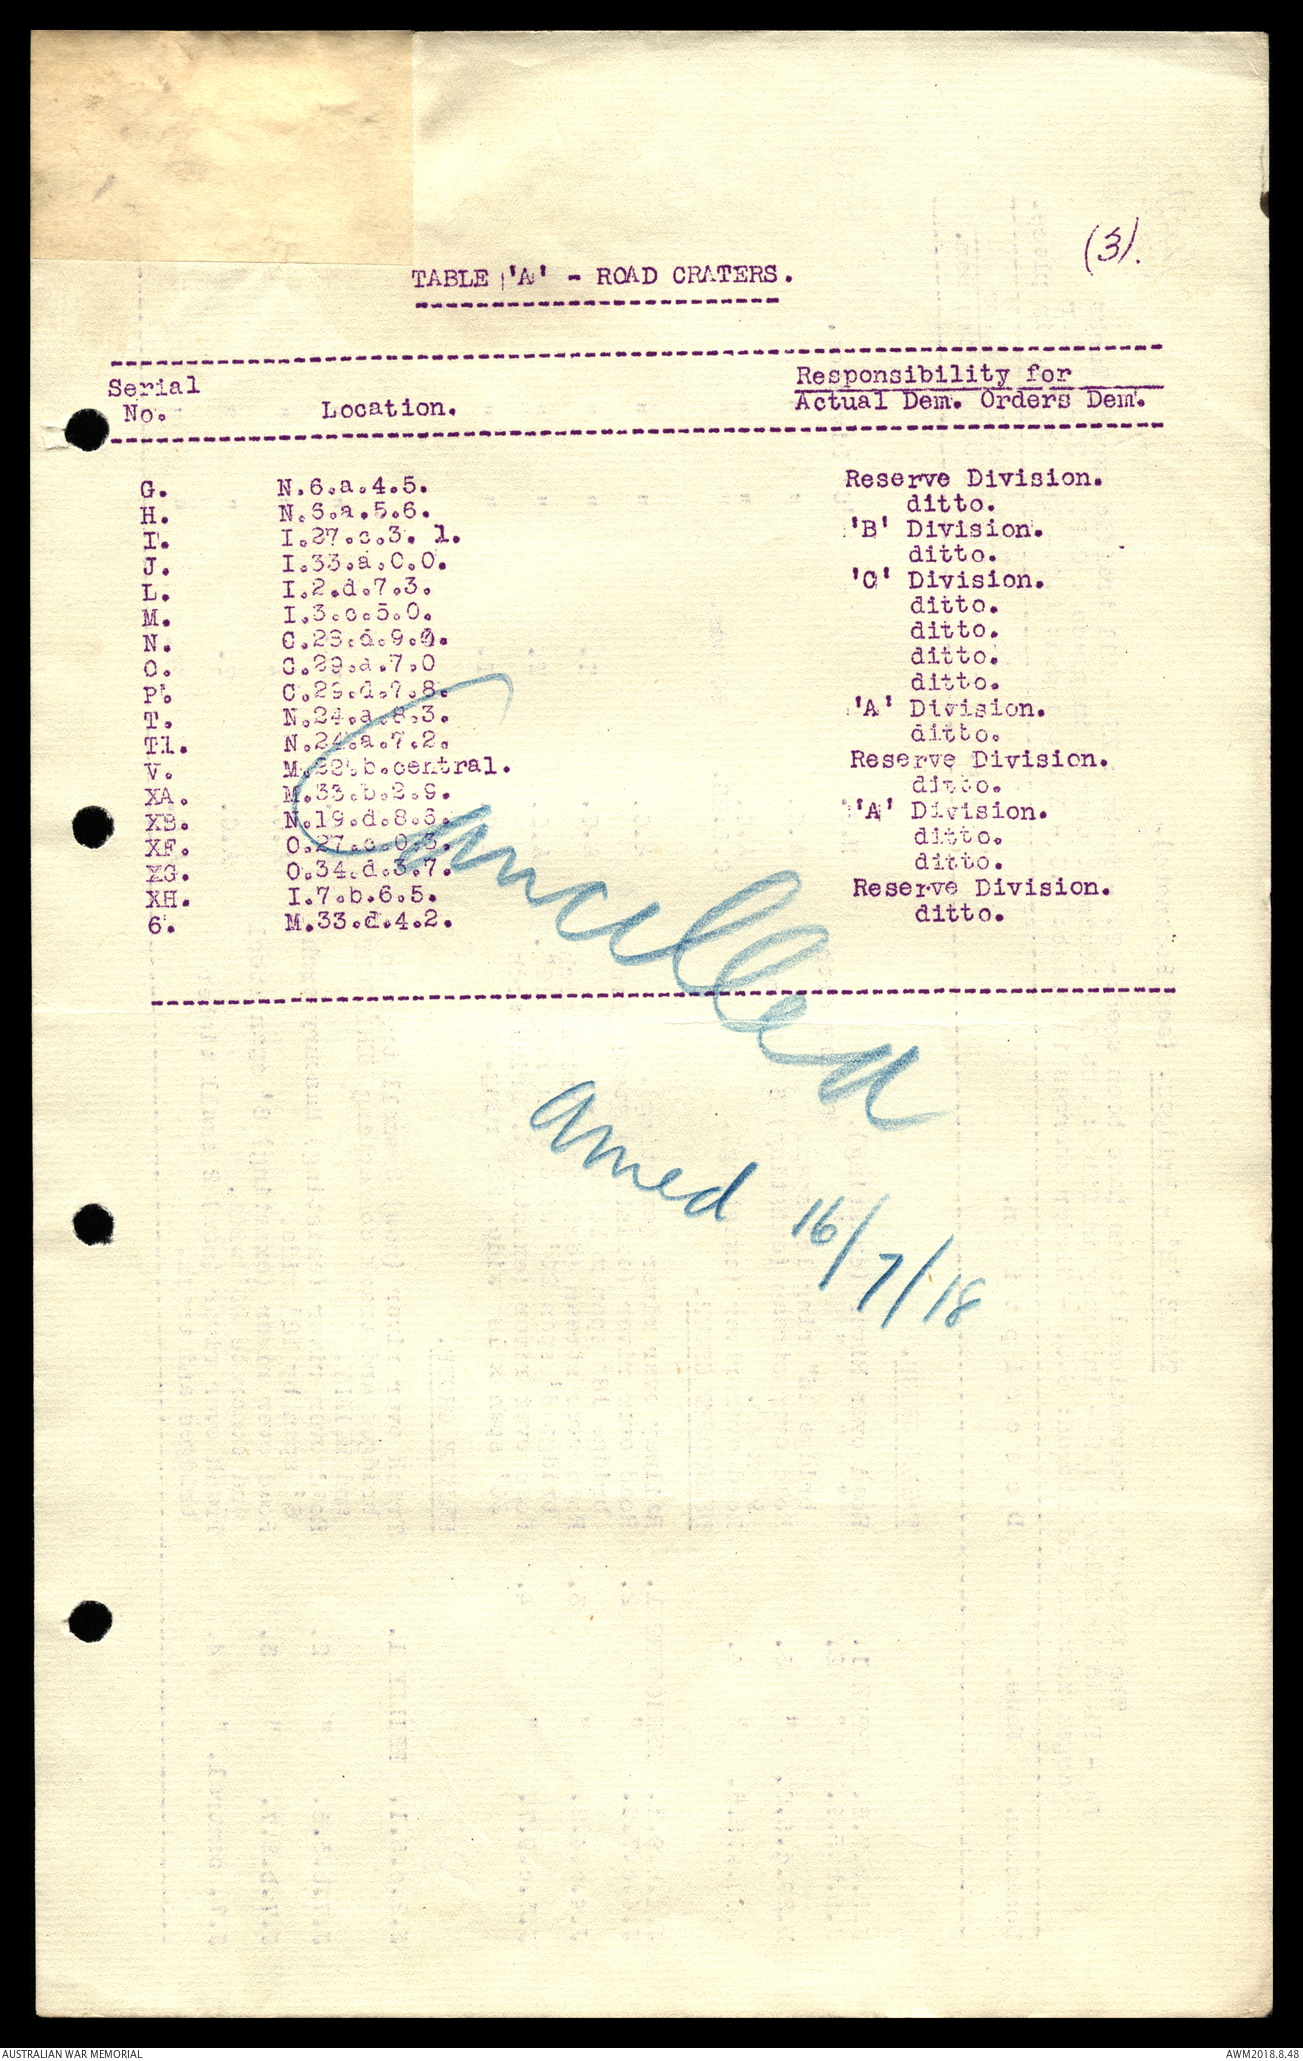 (3).
TABLE 'A' - ROAD CRATERS.
Serial No. Location. Responsibility for Actual Dem. Orders Dem.
G. N.6.a.4.5. Reserve Division.
H. N.6.a.5.6. ditto.
I. I.27.c.3. 1. 'B' Division.
J. I.33.a.0.0. ditto.
L. I.2.d.7.3. 'C' Division.
M. I.3.c.5.0. ditto.
N. C.28.d.9.0. ditto.
O. C.29.a.7.0 ditto.
P. C.29.d.7.8. ditto.
T. N.24.a.8.3. 'A' Division.
T1. N.24.a.7.2. ditto.
V. M.22.b.central. Reserve Division.
XA. M.33.b.2.9. ditto.
XB. N.19.d.8.6. 'A' Division.
XF. O.27.c.0.3. ditto.
XG. O.34.d.3.7. ditto.
XH. I.7.b.6.5. Reserve Division.
6. M.33.d.4.2. ditto.
Cancelled
amed 16/7/18
AUSTRALIAN WAR MEMORIAL
AWM2018.8.48